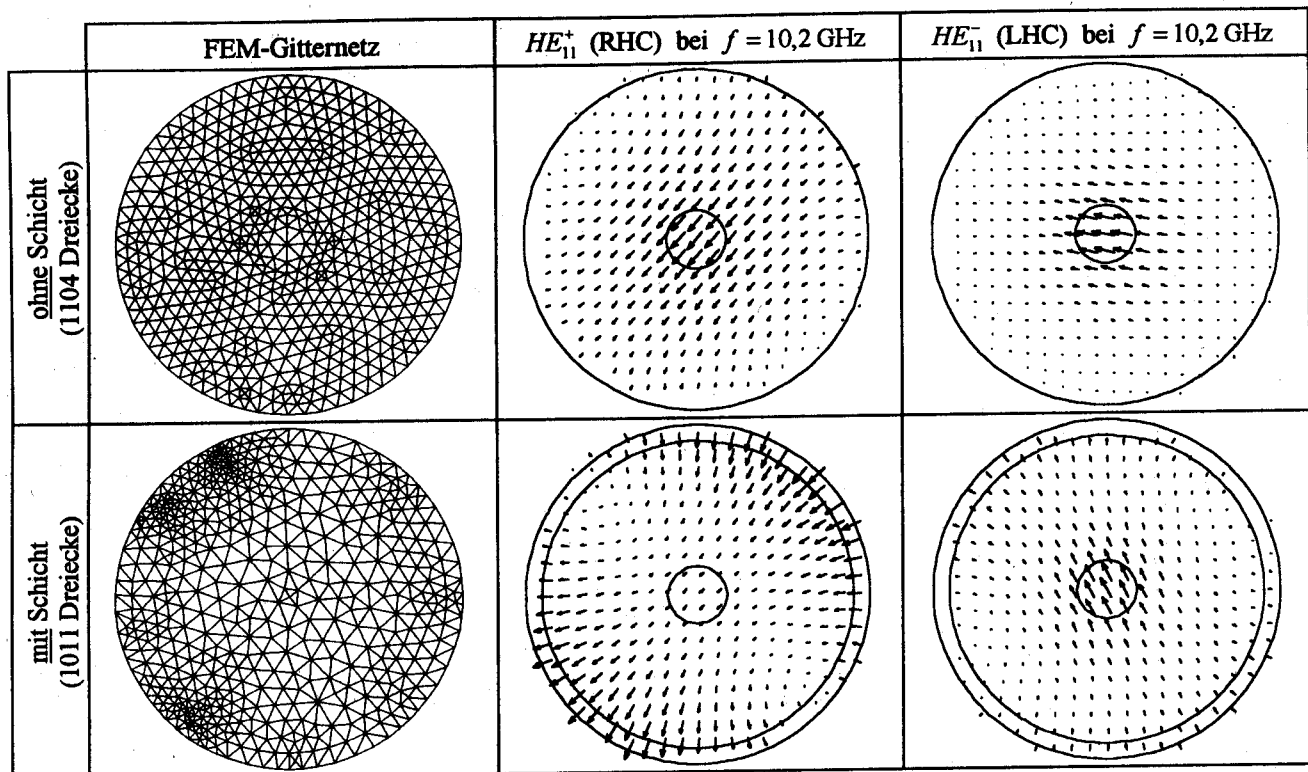 FEM-Gitternetz
HE₁₁⁺ (RHC) bei f = 10,2 GHz
HE₁₁⁻ (LHC) bei f = 10,2 GHz
ohne Schicht
(1104 Dreiecke)
mit Schicht
(1011 Dreiecke)